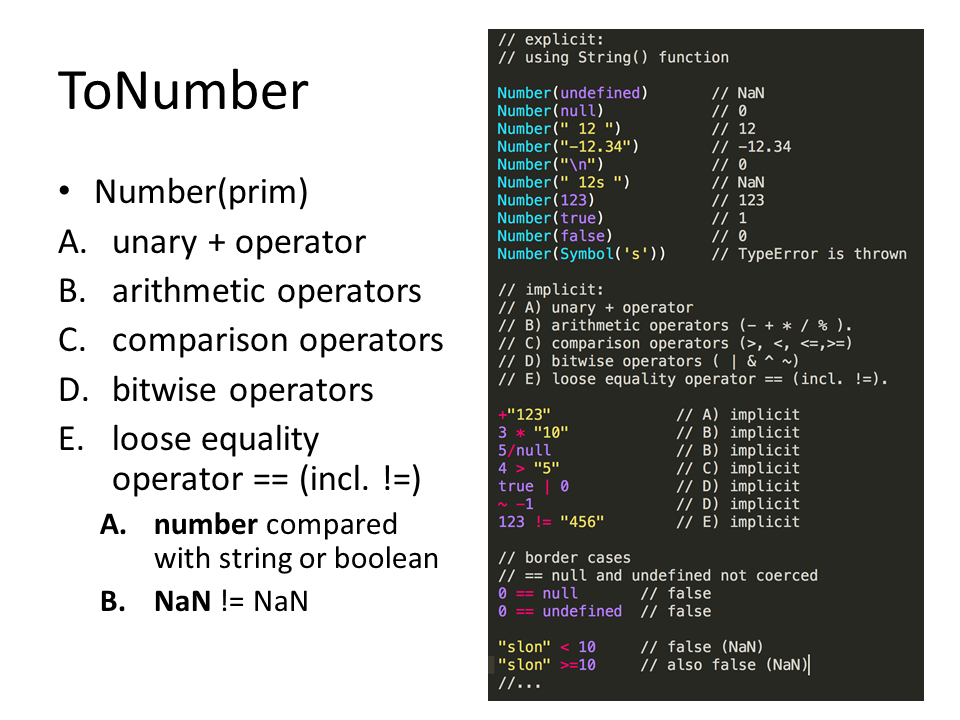 ToNumber
• Number(prim)
A. unary + operator
B. arithmetic operators
C. comparison operators
D. bitwise operators
E. loose equality
operator == (incl. !=)
A. number compared
with string or boolean
B. NaN != NaN
// explicit:
// using String() function
Number(undefined) // NaN
Number(null) // 0
Number(" 12 ") // 12
Number("-12.34") // -12.34
Number("\n") // 0
Number(" 12s ") // NaN
Number(123) // 123
Number(true) // 1
Number(false) // 0
Number(Symbol('s')) // TypeError is thrown
// implicit:
// A) unary + operator
// B) arithmetic operators (- + * / % ).
// C) comparison operators (>, <, <=,>=)
// D) bitwise operators ( | & ^ ~)
// E) loose equality operator == (incl. !=).
+"123" // A) implicit
3 * "10" // B) implicit
5/null // B) implicit
4 > "5" // C) implicit
true | 0 // D) implicit
~ -1 // D) implicit
123 != "456" // E) implicit
// border cases
// == null and undefined not coerced
0 == null // false
0 == undefined // false
"slon" < 10 // false (NaN)
"slon" >=10 // also false (NaN)
//...